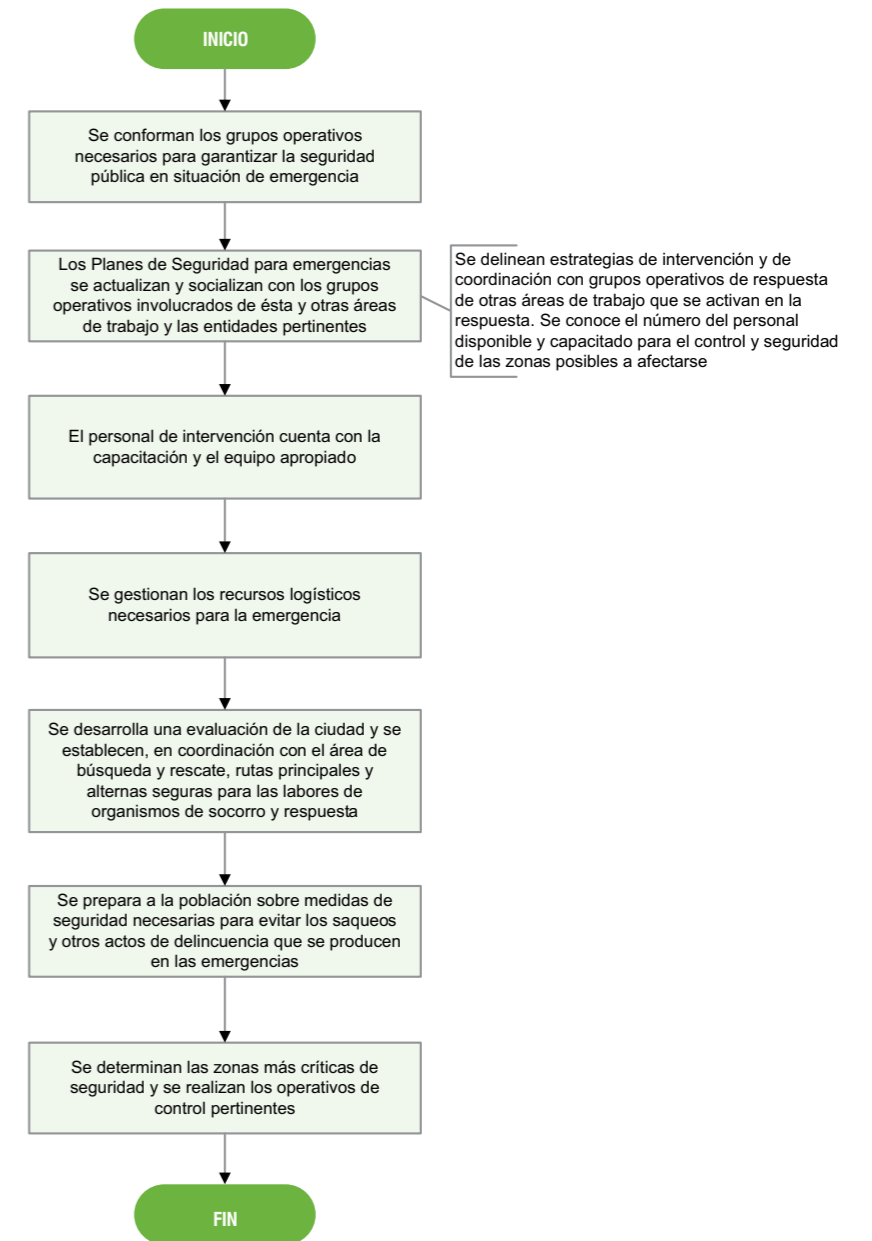 INICIO
Se conforman los grupos operativos
necesarios para garantizar la seguridad
pública en situación de emergencia
Los Planes de Seguridad para emergencias
se actualizan y socializan con los grupos
operativos involucrados de ésta y otras áreas
de trabajo y las entidades pertinentes
Se delinean estrategias de intervención y de
coordinación con grupos operativos de respuesta
de otras áreas de trabajo que se activan en la
respuesta. Se conoce el número del personal
disponible y capacitado para el control y seguridad
de las zonas posibles a afectarse
El personal de intervención cuenta con la
capacitación y el equipo apropiado
Se gestionan los recursos logísticos
necesarios para la emergencia
Se desarrolla una evaluación de la ciudad y se
establecen, en coordinación con el área de
búsqueda y rescate, rutas principales y
alternas seguras para las labores de
organismos de socorro y respuesta
Se prepara a la población sobre medidas de
seguridad necesarias para evitar los saqueos
y otros actos de delincuencia que se producen
en las emergencias
Se determinan las zonas más críticas de
seguridad y se realizan los operativos de
control pertinentes
FIN